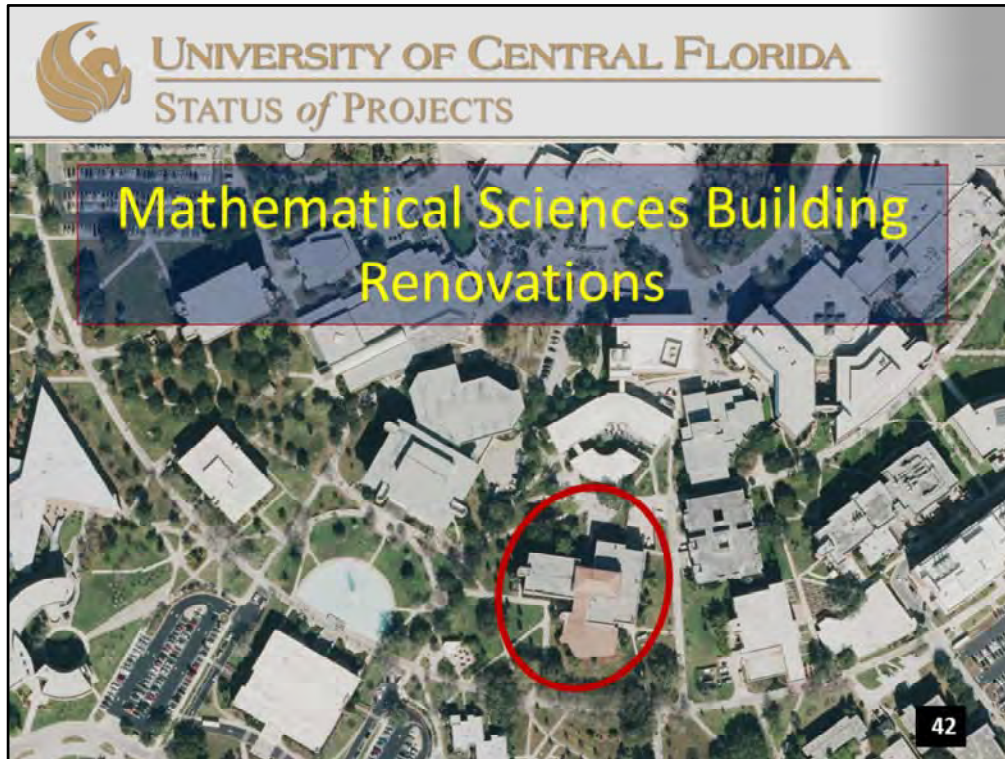 UNIVERSITY OF CENTRAL FLORIDA
STATUS of PROJECTS
Mathematical Sciences Building
Renovations
42